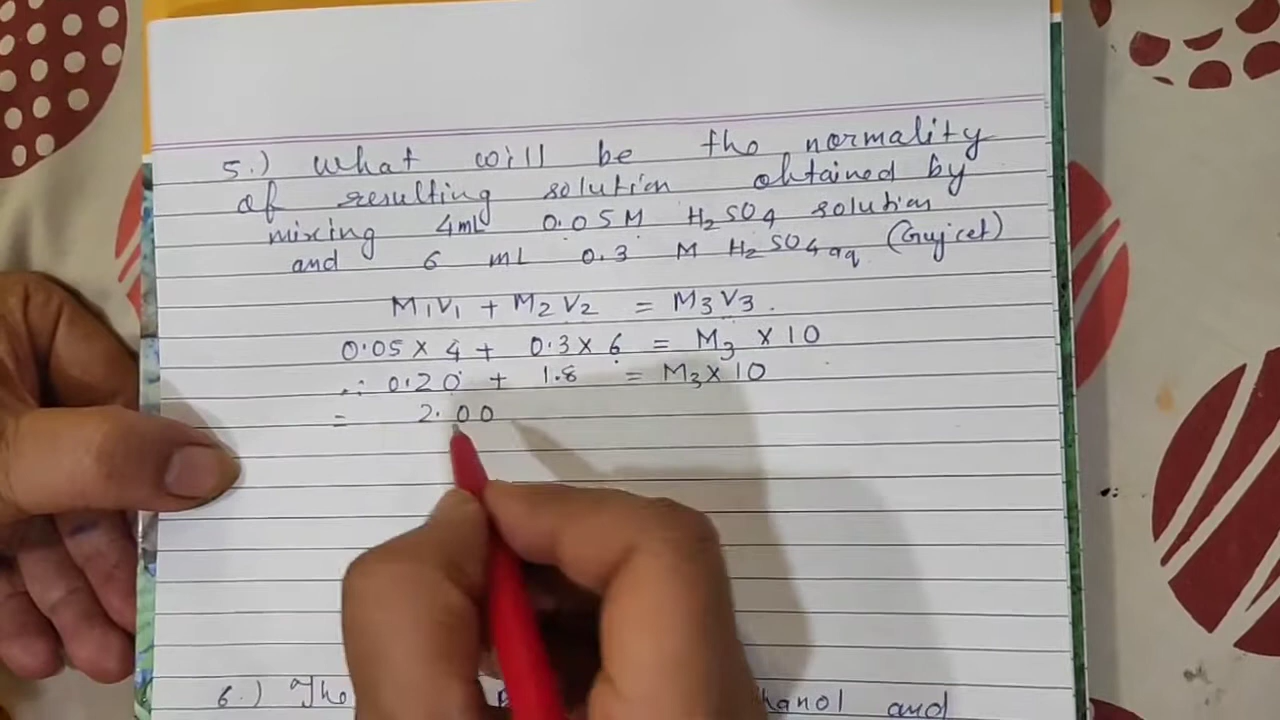 5.) What will be the normality
of resulting solution obtained by
mixing 4mL 0.05M H₂SO₄ solution
and 6 mL 0.3 M H₂SO₄ aq (Gujcet)
M₁V₁ + M₂V₂ = M₃V₃.
0.05 × 4 + 0.3 × 6 = M₃ × 10
∴ 0.20 + 1.8 = M₃ × 10
= 2.00
6.) The hanol and